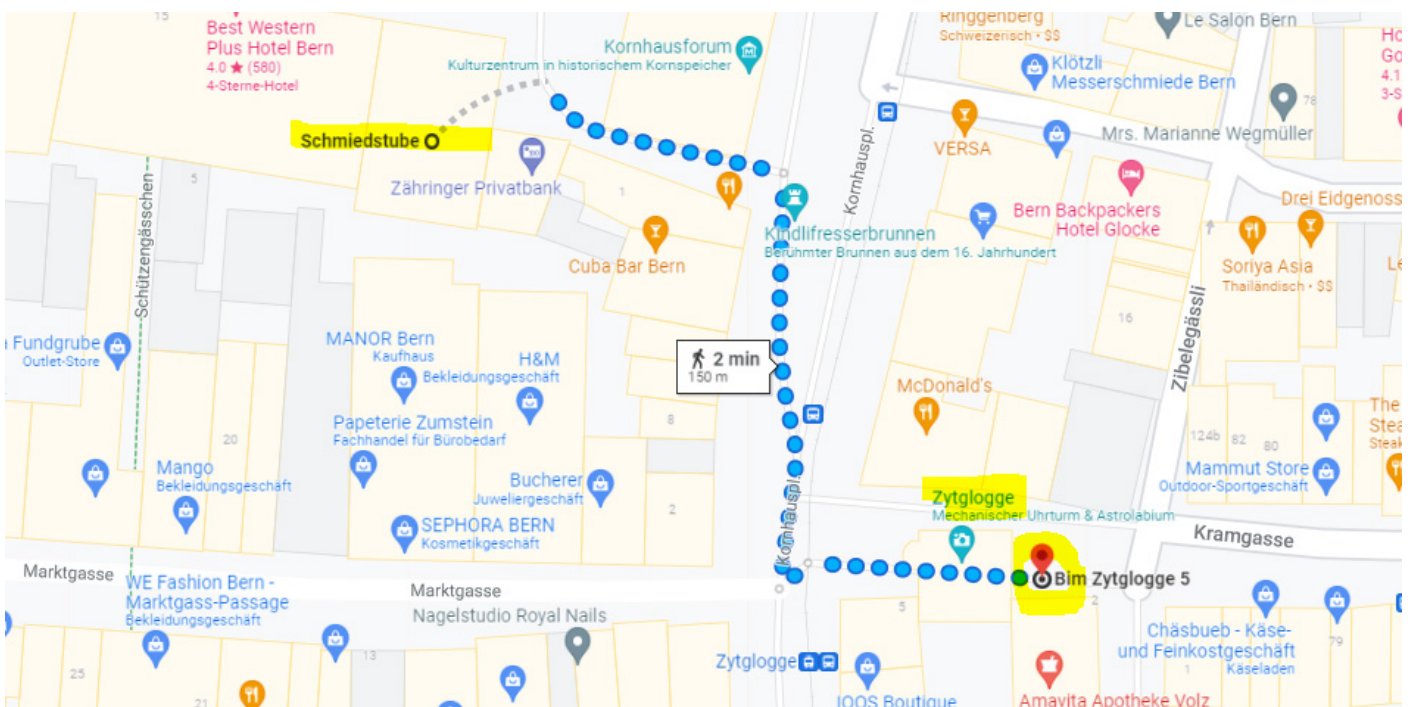 15
Best Western
Plus Hotel Bern
4.0 ★ (580)
4-Sterne-Hotel
Kornhausforum
Kulturzentrum in historischem Kornspeicher
Ringgenberg
Schweizerisch • $$
Le Salon Bern
Klötzli
Messerschmiede Bern
78
Mrs. Marianne Wegmüller
Schmiedstube
VERSA
Zähringer Privatbank
5
1
Kornhauspl.
Bern Backpackers
Hotel Glocke
Drei Eidgenoss
Kindlifresserbrunnen
Berühmter Brunnen aus dem 16. Jahrhundert
Cuba Bar Bern
Soriya Asia
Thailändisch • $$
Schützengässchen
Zibelegässli
16
Fundgrube
Outlet-Store
MANOR Bern
Kaufhaus
H&M
Bekleidungsgeschäft
2 min
150 m
McDonald's
Papeterie Zumstein
Fachhandel für Bürobedarf
8
20
The
Stea
Steak
124b
82
80
Mango
Bekleidungsgeschäft
Bucherer
Juweliergeschäft
2
Mammut Store
Outdoor-Sportgeschäft
Zytglogge
Mechanischer Uhrturm & Astrolabium
SEPHORA BERN
Kosmetikgeschäft
Kornhauspl.
Kramgasse
Marktgasse
Marktgasse
Bim Zytglogge 5
WE Fashion Bern -
Marktgass-Passage
Bekleidungsgeschäft
Nagelstudio Royal Nails
5
2
Chäsbueb - Käse-
und Feinkostgeschäft
Käseladen
79
1
25
13
21
Zytglogge
JOOS Boutique
Amavita Apotheke Volz